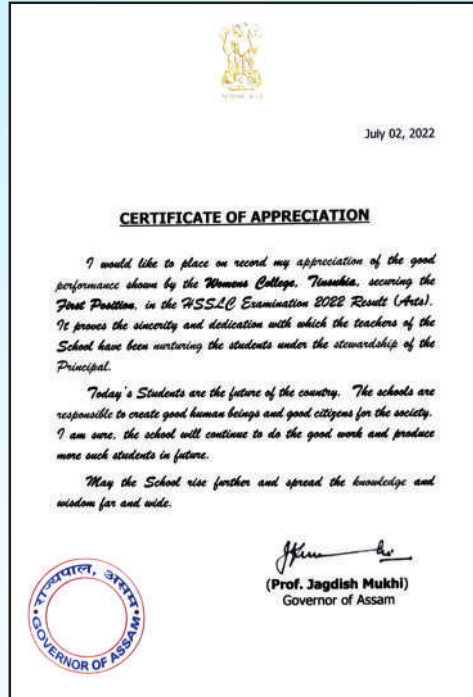 सत्यमेव जयते
July 02, 2022
CERTIFICATE OF APPRECIATION
I would like to place on record my appreciation of the good
performance shown by the Womens College, Tinsukia, securing the
First Position, in the HSSLC Examination 2022 Result (Arts).
It proves the sincerity and dedication with which the teachers of the
School have been nurturing the students under the stewardship of the
Principal.
Today's Students are the future of the country. The schools are
responsible to create good human beings and good citizens for the society.
I am sure, the school will continue to do the good work and produce
more such students in future.
May the School rise further and spread the knowledge and
wisdom far and wide.
(Prof. Jagdish Mukhi)
Governor of Assam
राज्यपाल, असम
GOVERNOR OF ASSAM